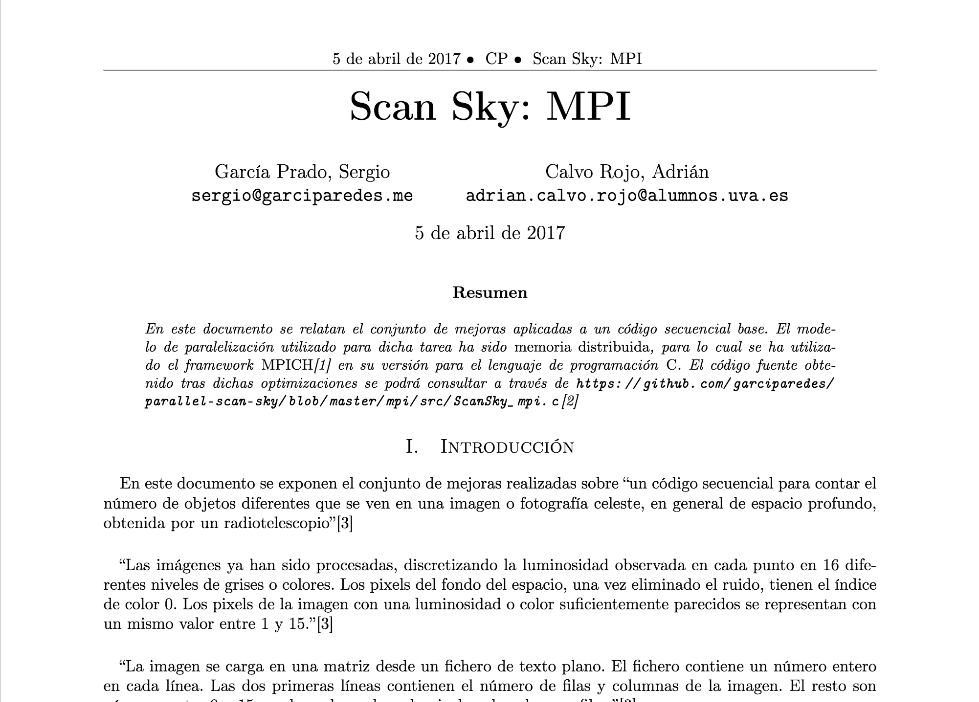 5 de abril de 2017 • CP • Scan Sky: MPI
Scan Sky: MPI
García Prado, Sergio
sergio@garciparedes.me
Calvo Rojo, Adrián
adrian.calvo.rojo@alumnos.uva.es
5 de abril de 2017
Resumen
En este documento se relatan el conjunto de mejoras aplicadas a un código secuencial base. El mode-
lo de paralelización utilizado para dicha tarea ha sido memoria distribuida, para lo cual se ha utiliza-
do el framework MPICH[1] en su versión para el lenguaje de programación C. El código fuente obte-
nido tras dichas optimizaciones se podrá consultar a través de https://github.com/garciparedes/
parallel-scan-sky/blob/master/mpi/src/ScanSky_mpi.c[2]
I. Introducción
En este documento se exponen el conjunto de mejoras realizadas sobre “un código secuencial para contar el
número de objetos diferentes que se ven en una imagen o fotografía celeste, en general de espacio profundo,
obtenida por un radiotelescopio”[3]
“Las imágenes ya han sido procesadas, discretizando la luminosidad observada en cada punto en 16 dife-
rentes niveles de grises o colores. Los pixels del fondo del espacio, una vez eliminado el ruido, tienen el índice
de color 0. Los pixels de la imagen con una luminosidad o color suficientemente parecidos se representan con
un mismo valor entre 1 y 15.”[3]
“La imagen se carga en una matriz desde un fichero de texto plano. El fichero contiene un número entero
en cada línea. Las dos primeras líneas contienen el número de filas y columnas de la imagen. El resto son